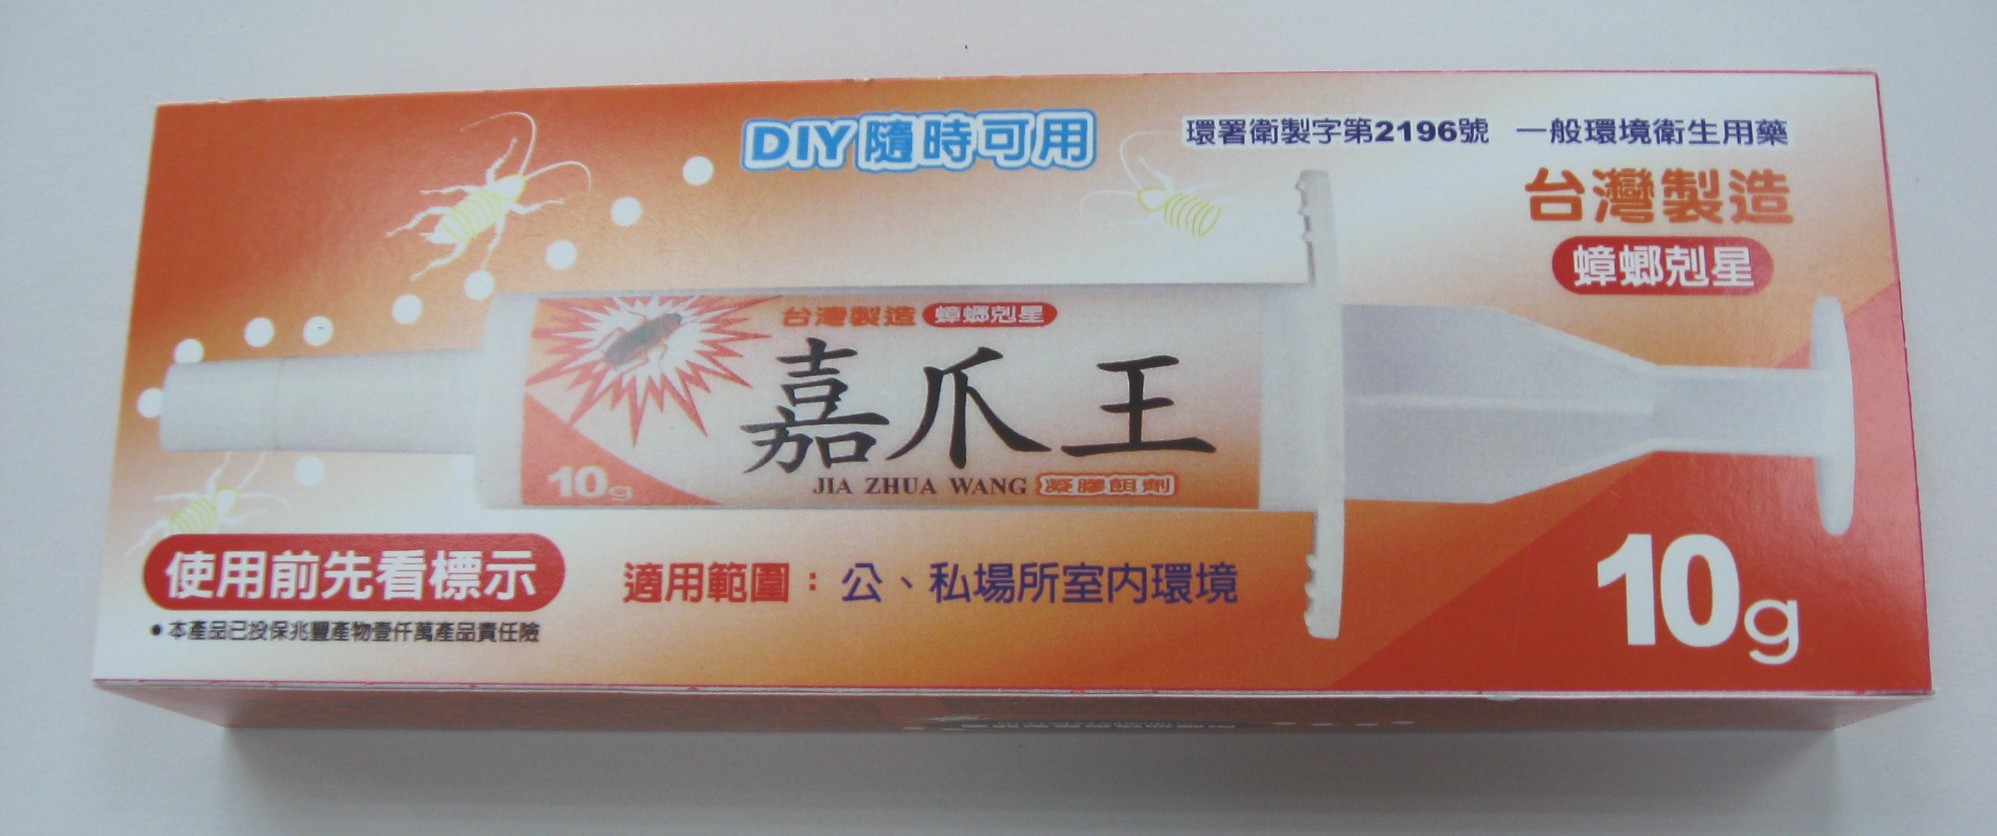 DIY隨時可用
環署衛製字第2196號 一般環境衛生用藥
台灣製造
蟑螂剋星
台灣製造 蟑螂剋星
嘉爪王
JIA ZHUA WANG 凝膠餌劑
10g
使用前先看標示
適用範圍：公、私場所室內環境
10g
•本產品已投保兆豐產物壹仟萬產品責任險